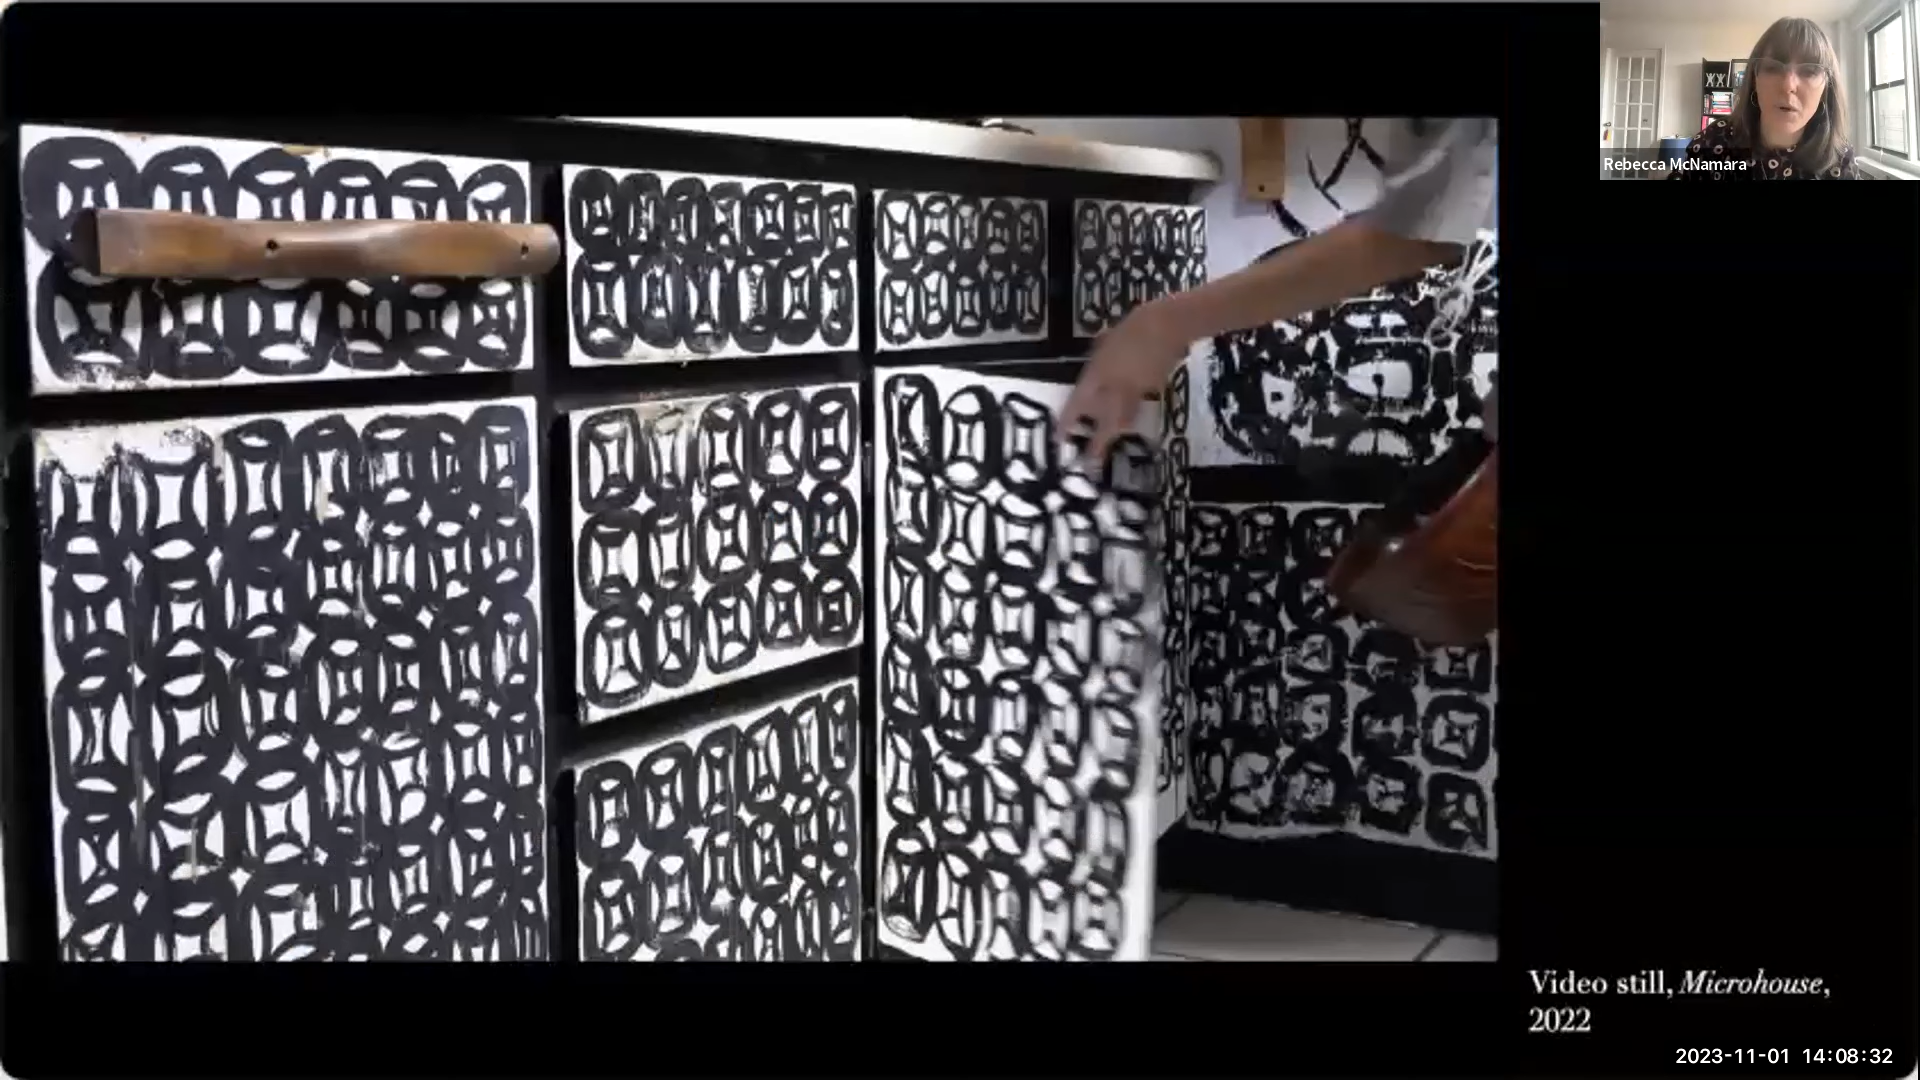 Rebecca McNamara
Video still, Microhouse,
2022
2023-11-01 14:08:32